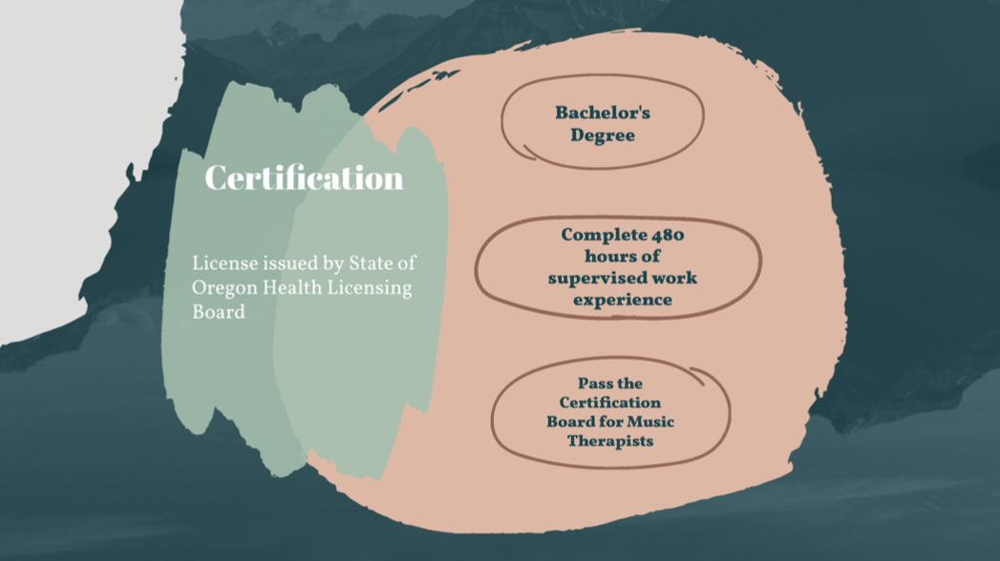 Certification
License issued by State of
Oregon Health Licensing
Board
Bachelor's
Degree
Complete 480
hours of
supervised work
experience
Pass the
Certification
Board for Music
Therapists